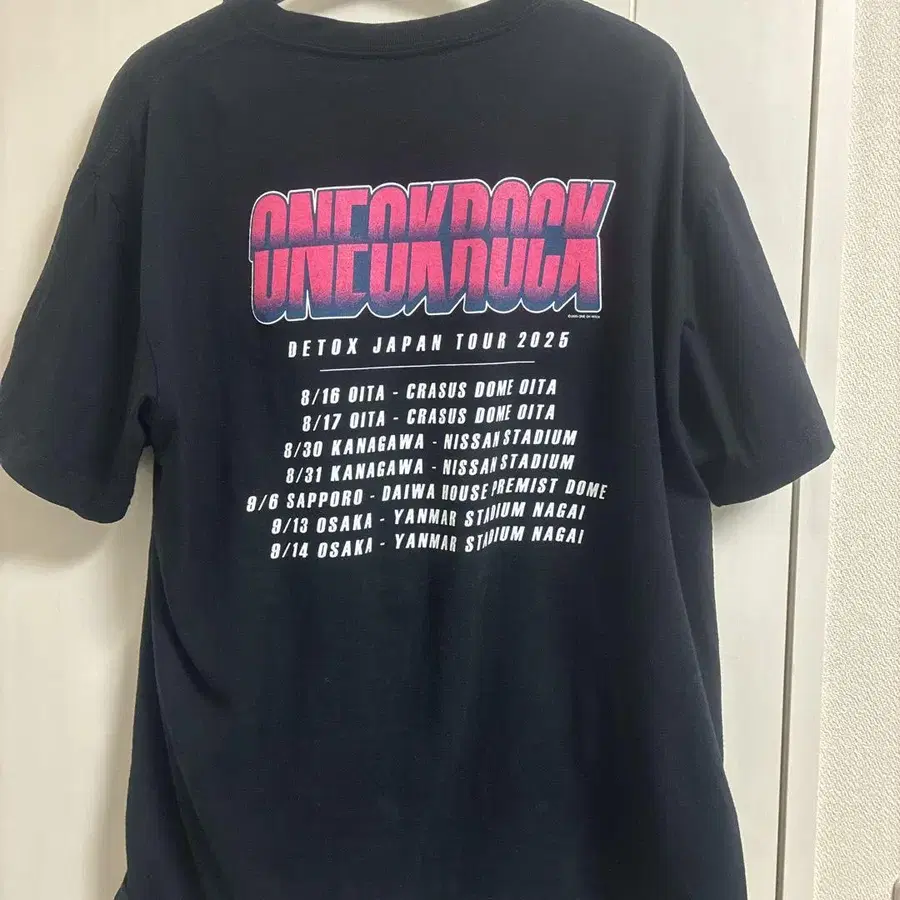 ONEOKROCK
DETOX JAPAN TOUR 2025
8/16 OITA - CRASUS DOME OITA
8/17 OITA - CRASUS DOME OITA
8/30 KANAGAWA - NISSAN STADIUM
8/31 KANAGAWA - NISSAN STADIUM
9/6 SAPPORO - DAIWA HOUSE PREMIST DOME
9/13 OSAKA - YANMAR STADIUM NAGAI
9/14 OSAKA - YANMAR STADIUM NAGAI